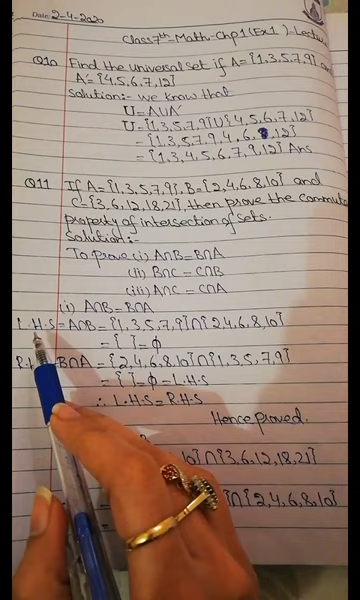 Date: 2-4-2020
Class 7th-Math-Chp1 (Ex1 )-Lectu
Q10 Find the universal set if A=[1,3,5,7,9] an
A'=[4,5,6,7,12]
Solution:- we know that
U=AUA'
U=[1,3,5,7,9]U[4,5,6,7,12]
=[1,3,5,7,9,4,6,12]
=[1,3,4,5,6,7,9,12] Ans
Q11 If A=[1,3,5,7,9], B=[2,4,6,8,10] and
C=[3,6,12,18,21], then prove the commuta
property of intersection of sets.
Solution:-
To prove (i) A∩B=B∩A
(ii) B∩C=C∩B
(iii) A∩C=C∩A
(i) A∩B=B∩A
L.H.S=A∩B=[1,3,5,7,9]∩[2,4,6,8,10]
=[ ]=φ
R.H B∩A=[2,4,6,8,10]∩[1,3,5,7,9]
=[ ]=φ=L.H.S
∴ L.H.S=R.H.S
Hence proved.
10]∩[3,6,12,18,21]
]∩[2,4,6,8,10]
=